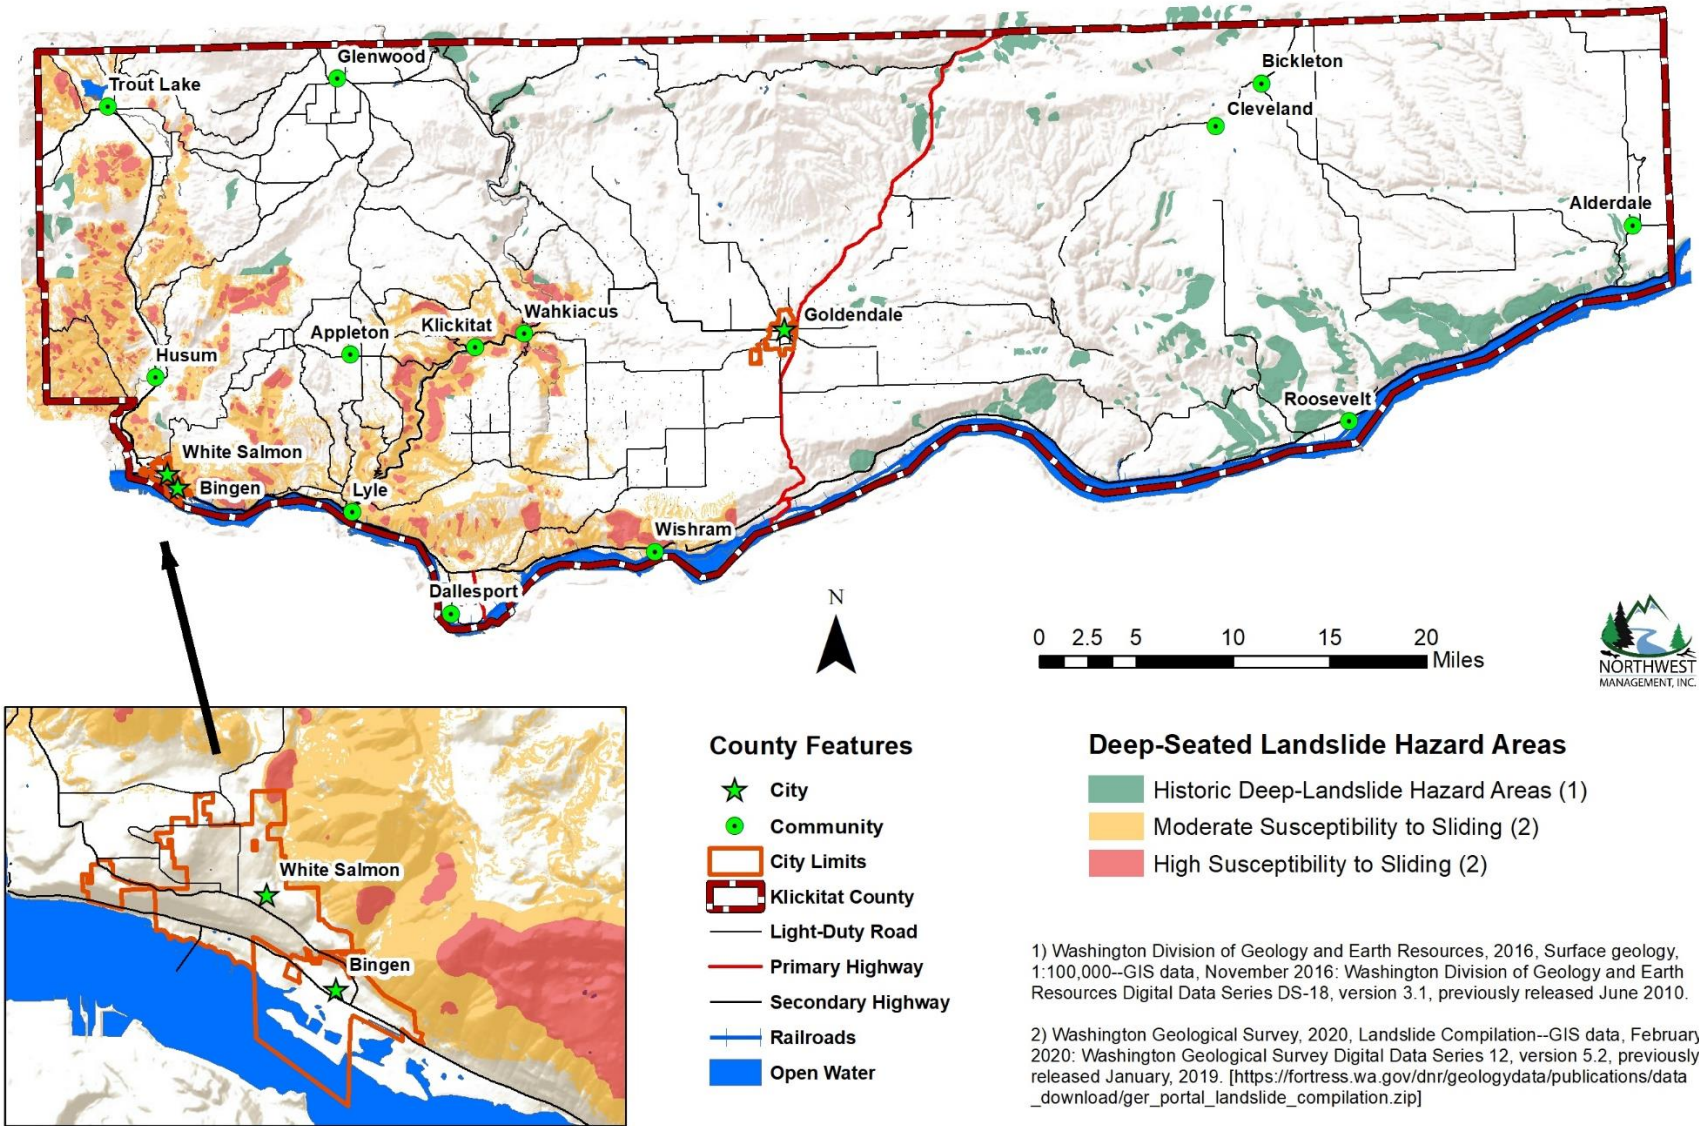 Glenwood
Trout Lake
Bickleton
Cleveland
Alderdale
Goldendale
Wahkiacus
Klickitat
Appleton
Husum
Roosevelt
White Salmon
Bingen
Lyle
Wishram
Dallesport
N
0 2.5 5 10 15 20
Miles
NORTHWEST
MANAGEMENT, INC.
White Salmon
Bingen
County Features
City
Community
City Limits
Klickitat County
Light-Duty Road
Primary Highway
Secondary Highway
Railroads
Open Water
Deep-Seated Landslide Hazard Areas
Historic Deep-Landslide Hazard Areas (1)
Moderate Susceptibility to Sliding (2)
High Susceptibility to Sliding (2)
1) Washington Division of Geology and Earth Resources, 2016, Surface geology,
1:100,000--GIS data, November 2016: Washington Division of Geology and Earth
Resources Digital Data Series DS-18, version 3.1, previously released June 2010.
2) Washington Geological Survey, 2020, Landslide Compilation--GIS data, February
2020: Washington Geological Survey Digital Data Series 12, version 5.2, previously
released January, 2019. [https://fortress.wa.gov/dnr/geologydata/publications/data
_download/ger_portal_landslide_compilation.zip]